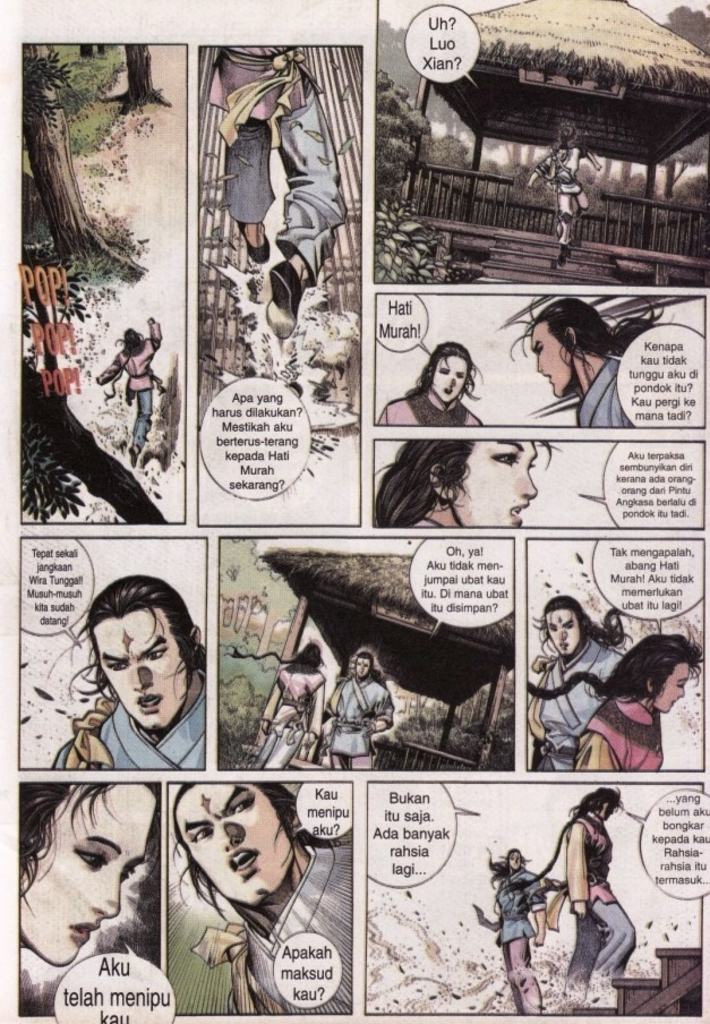 POP!
POP!
POP!
Apa yang
harus dilakukan?
Mestikah aku
berterus-terang
kepada Hati
Murah
sekarang?
Uh?
Luo
Xian?
Hati
Murah!
Kenapa
kau tidak
tunggu aku di
pondok itu?
Kau pergi ke
mana tadi?
Aku terpaksa
sembunyikan diri
kerana ada orang-
orang dari Pintu
Angkasa berlalu di
pondok itu tadi.
Tepat sekali
jangkaan
Wira Tunggal!
Musuh-musuh
kita sudah
datang!
Oh, ya!
Aku tidak men-
jumpai ubat kau
itu. Di mana ubat
itu disimpan?
Tak mengapalah,
abang Hati
Murah! Aku tidak
memerlukan
ubat itu lagi!
Aku
telah menipu
kau
Kau
menipu
aku?
Apakah
maksud
kau?
Bukan
itu saja.
Ada banyak
rahsia
lagi...
...yang
belum aku
bongkar
kepada kau
Rahsia-
rahsia itu
termasuk...